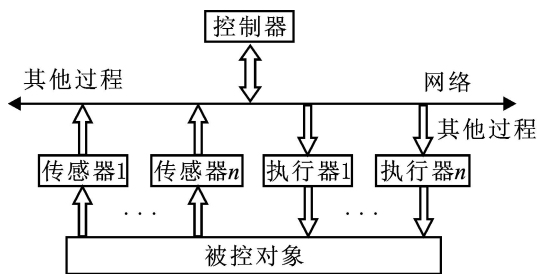 控制器
其他过程
网络
其他过程
传感器1
传感器n
执行器1
执行器n
...
...
被控对象